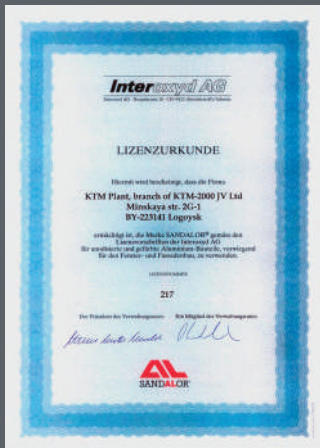 Interoxyd AG
LIZENZURKUNDE
Hiermit wird bescheinigt, dass die Firma
KTM Plant, branch of KTM-2000 JV Ltd
Minskaya str. 2G-1
BY-223141 Logoysk
ermächtigt ist, die Marke SANDALOR® gemäss den
Lizenzvorschriften der Interoxyd AG
für anodisierte und gefärbte Aluminium-Bauteile, vorwiegend
für den Fenster- und Fassadenbau, zu verwenden.
LIZENZNUMMER
217
Der Präsident des Verwaltungsrates Ein Mitglied des Verwaltungsrates
SANDALOR®